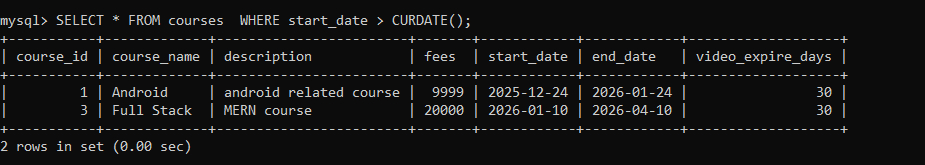 mysql> SELECT * FROM courses  WHERE start_date > CURDATE();
+-----------+-------------+------------------------+-------+------------+------------+-------------------+
| course_id | course_name | description            | fees  | start_date | end_date   | video_expire_days |
+-----------+-------------+------------------------+-------+------------+------------+-------------------+
|         1 | Android     | android related course |  9999 | 2025-12-24 | 2026-01-24 |                30 |
|         3 | Full Stack  | MERN course            | 20000 | 2026-01-10 | 2026-04-10 |                30 |
+-----------+-------------+------------------------+-------+------------+------------+-------------------+
2 rows in set (0.00 sec)